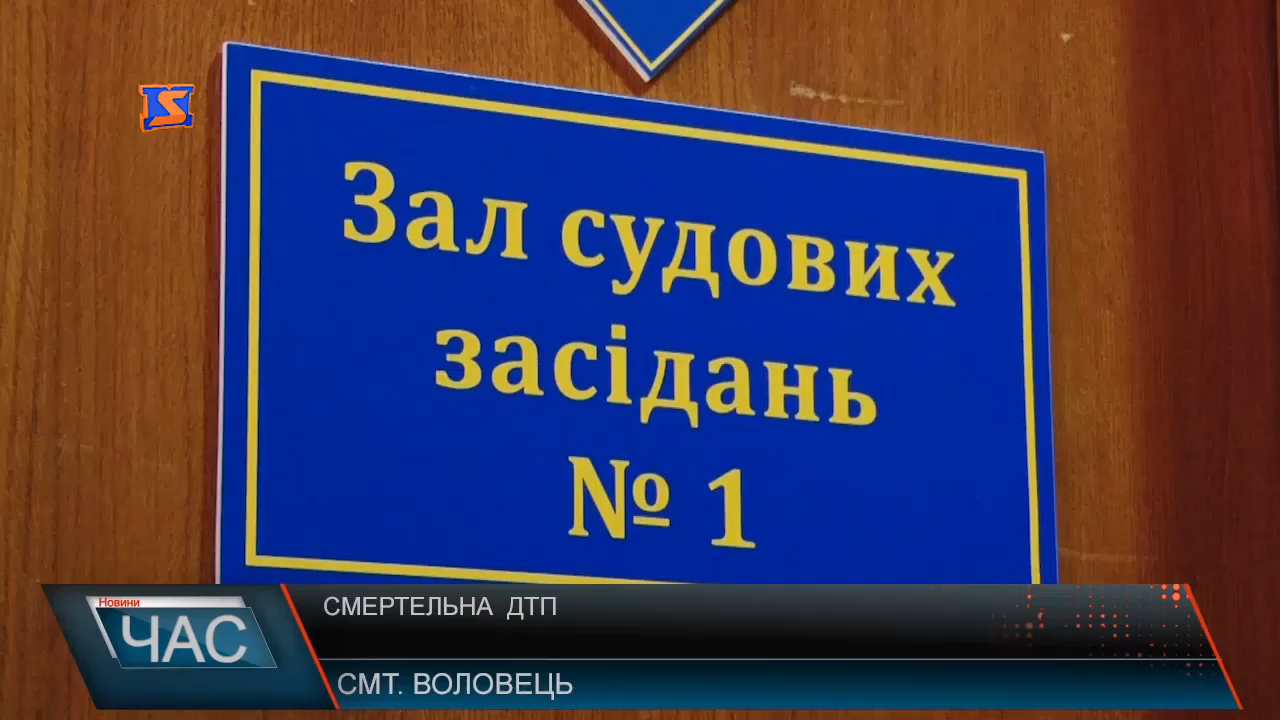 Зал судових
засідань
№ 1
Новини
ЧАС
СМЕРТЕЛЬНА ДТП
СМТ. ВОЛОВЕЦЬ